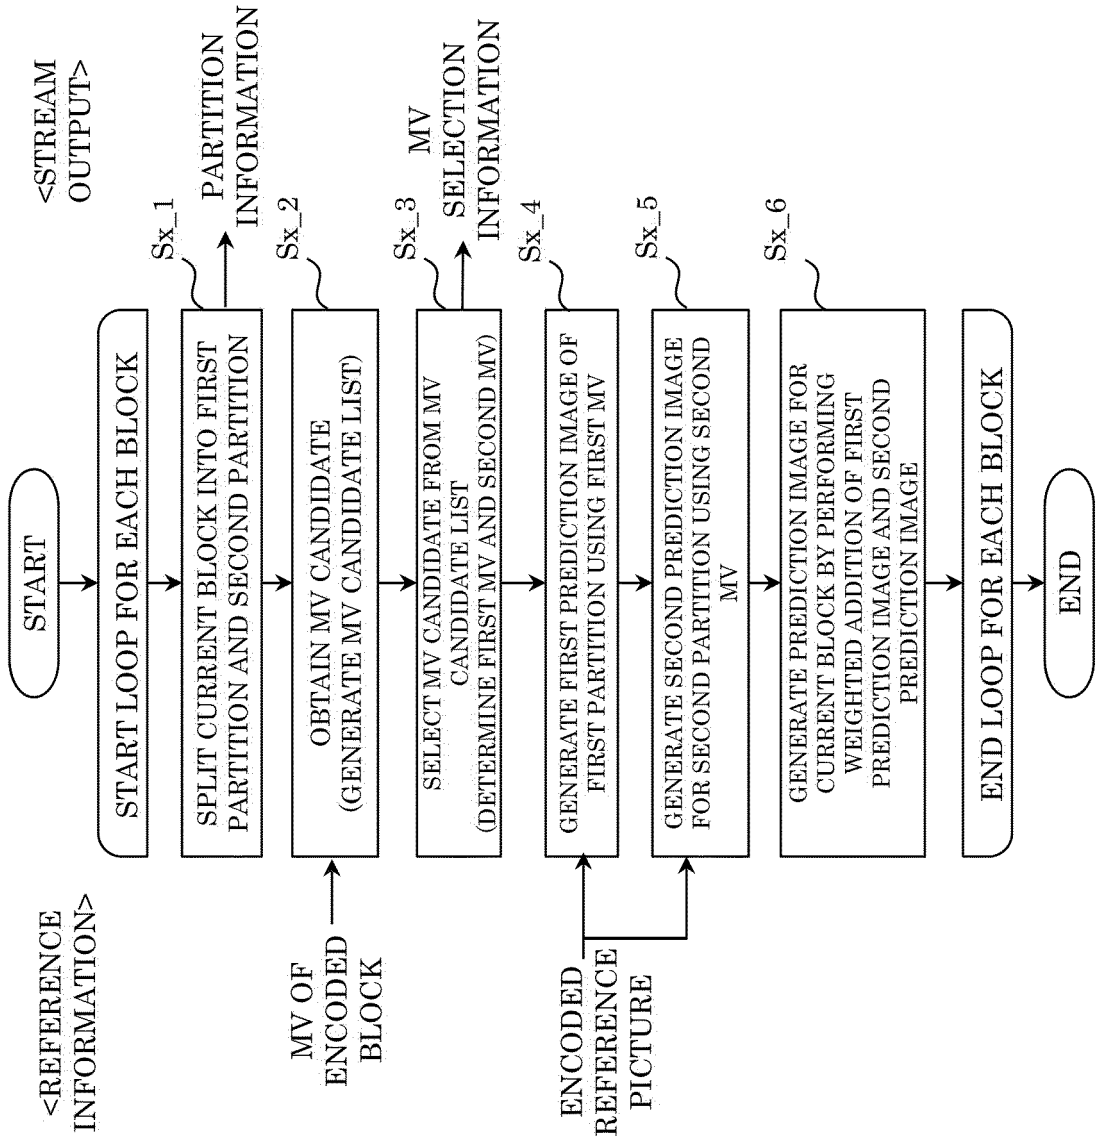 <REFERENCE
INFORMATION>
<STREAM
OUTPUT>
START
START LOOP FOR EACH BLOCK
Sx_1
SPLIT CURRENT BLOCK INTO FIRST
PARTITION AND SECOND PARTITION
PARTITION
INFORMATION
Sx_2
MV OF
ENCODED
BLOCK
OBTAIN MV CANDIDATE
(GENERATE MV CANDIDATE LIST)
Sx_3
SELECT MV CANDIDATE FROM MV
CANDIDATE LIST
(DETERMINE FIRST MV AND SECOND MV)
MV
SELECTION
INFORMATION
Sx_4
ENCODED
REFERENCE
PICTURE
GENERATE FIRST PREDICTION IMAGE OF
FIRST PARTITION USING FIRST MV
Sx_5
GENERATE SECOND PREDICTION IMAGE
FOR SECOND PARTITION USING SECOND
MV
Sx_6
GENERATE PREDICTION IMAGE FOR
CURRENT BLOCK BY PERFORMING
WEIGHTED ADDITION OF FIRST
PREDICTION IMAGE AND SECOND
PREDICTION IMAGE
END LOOP FOR EACH BLOCK
END